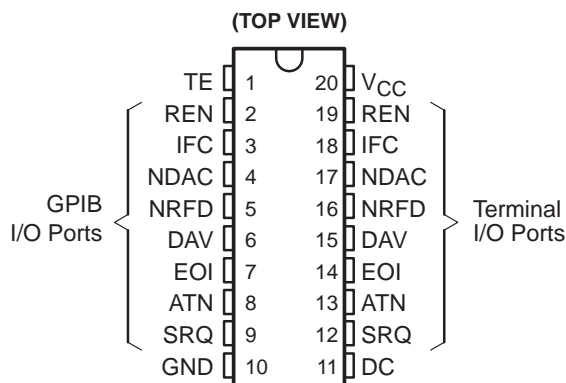 (TOP VIEW)
TE 1 20 VCC
REN 2 19 REN
IFC 3 18 IFC
NDAC 4 17 NDAC
GPIB I/O Ports
NRFD 5 16 NRFD
Terminal I/O Ports
DAV 6 15 DAV
EOI 7 14 EOI
ATN 8 13 ATN
SRQ 9 12 SRQ
GND 10 11 DC